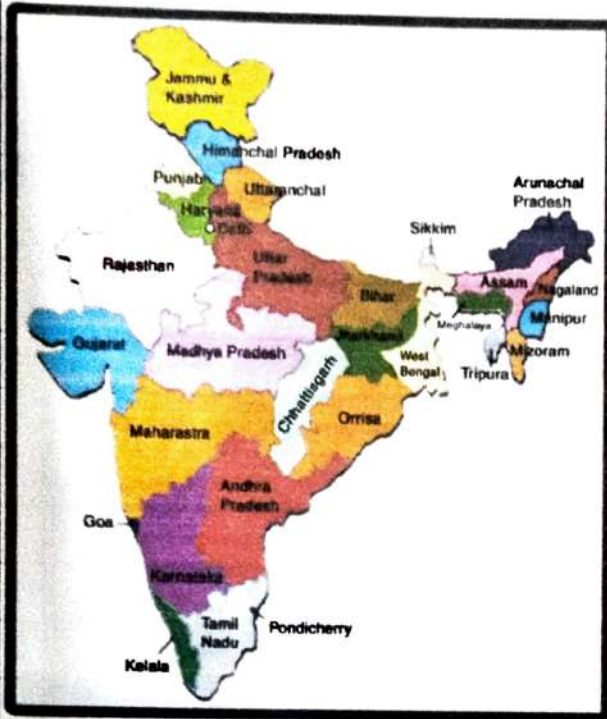 Jammu &
Kashmir
Himanchal Pradesh
Punjab
Uttaranchal
Haryana
Delhi
Arunachal
Pradesh
Sikkim
Rajasthan
Uttar
Pradesh
Assam
Nagaland
Bihar
Meghalaya
Manipur
Jharkhand
Gujarat
Madhya Pradesh
West
Bengal
Mizoram
Tripura
Chhattisgarh
Orrisa
Maharastra
Andhra
Pradesh
Goa
Karnataka
Tamil
Nadu
Pondicherry
Kelala